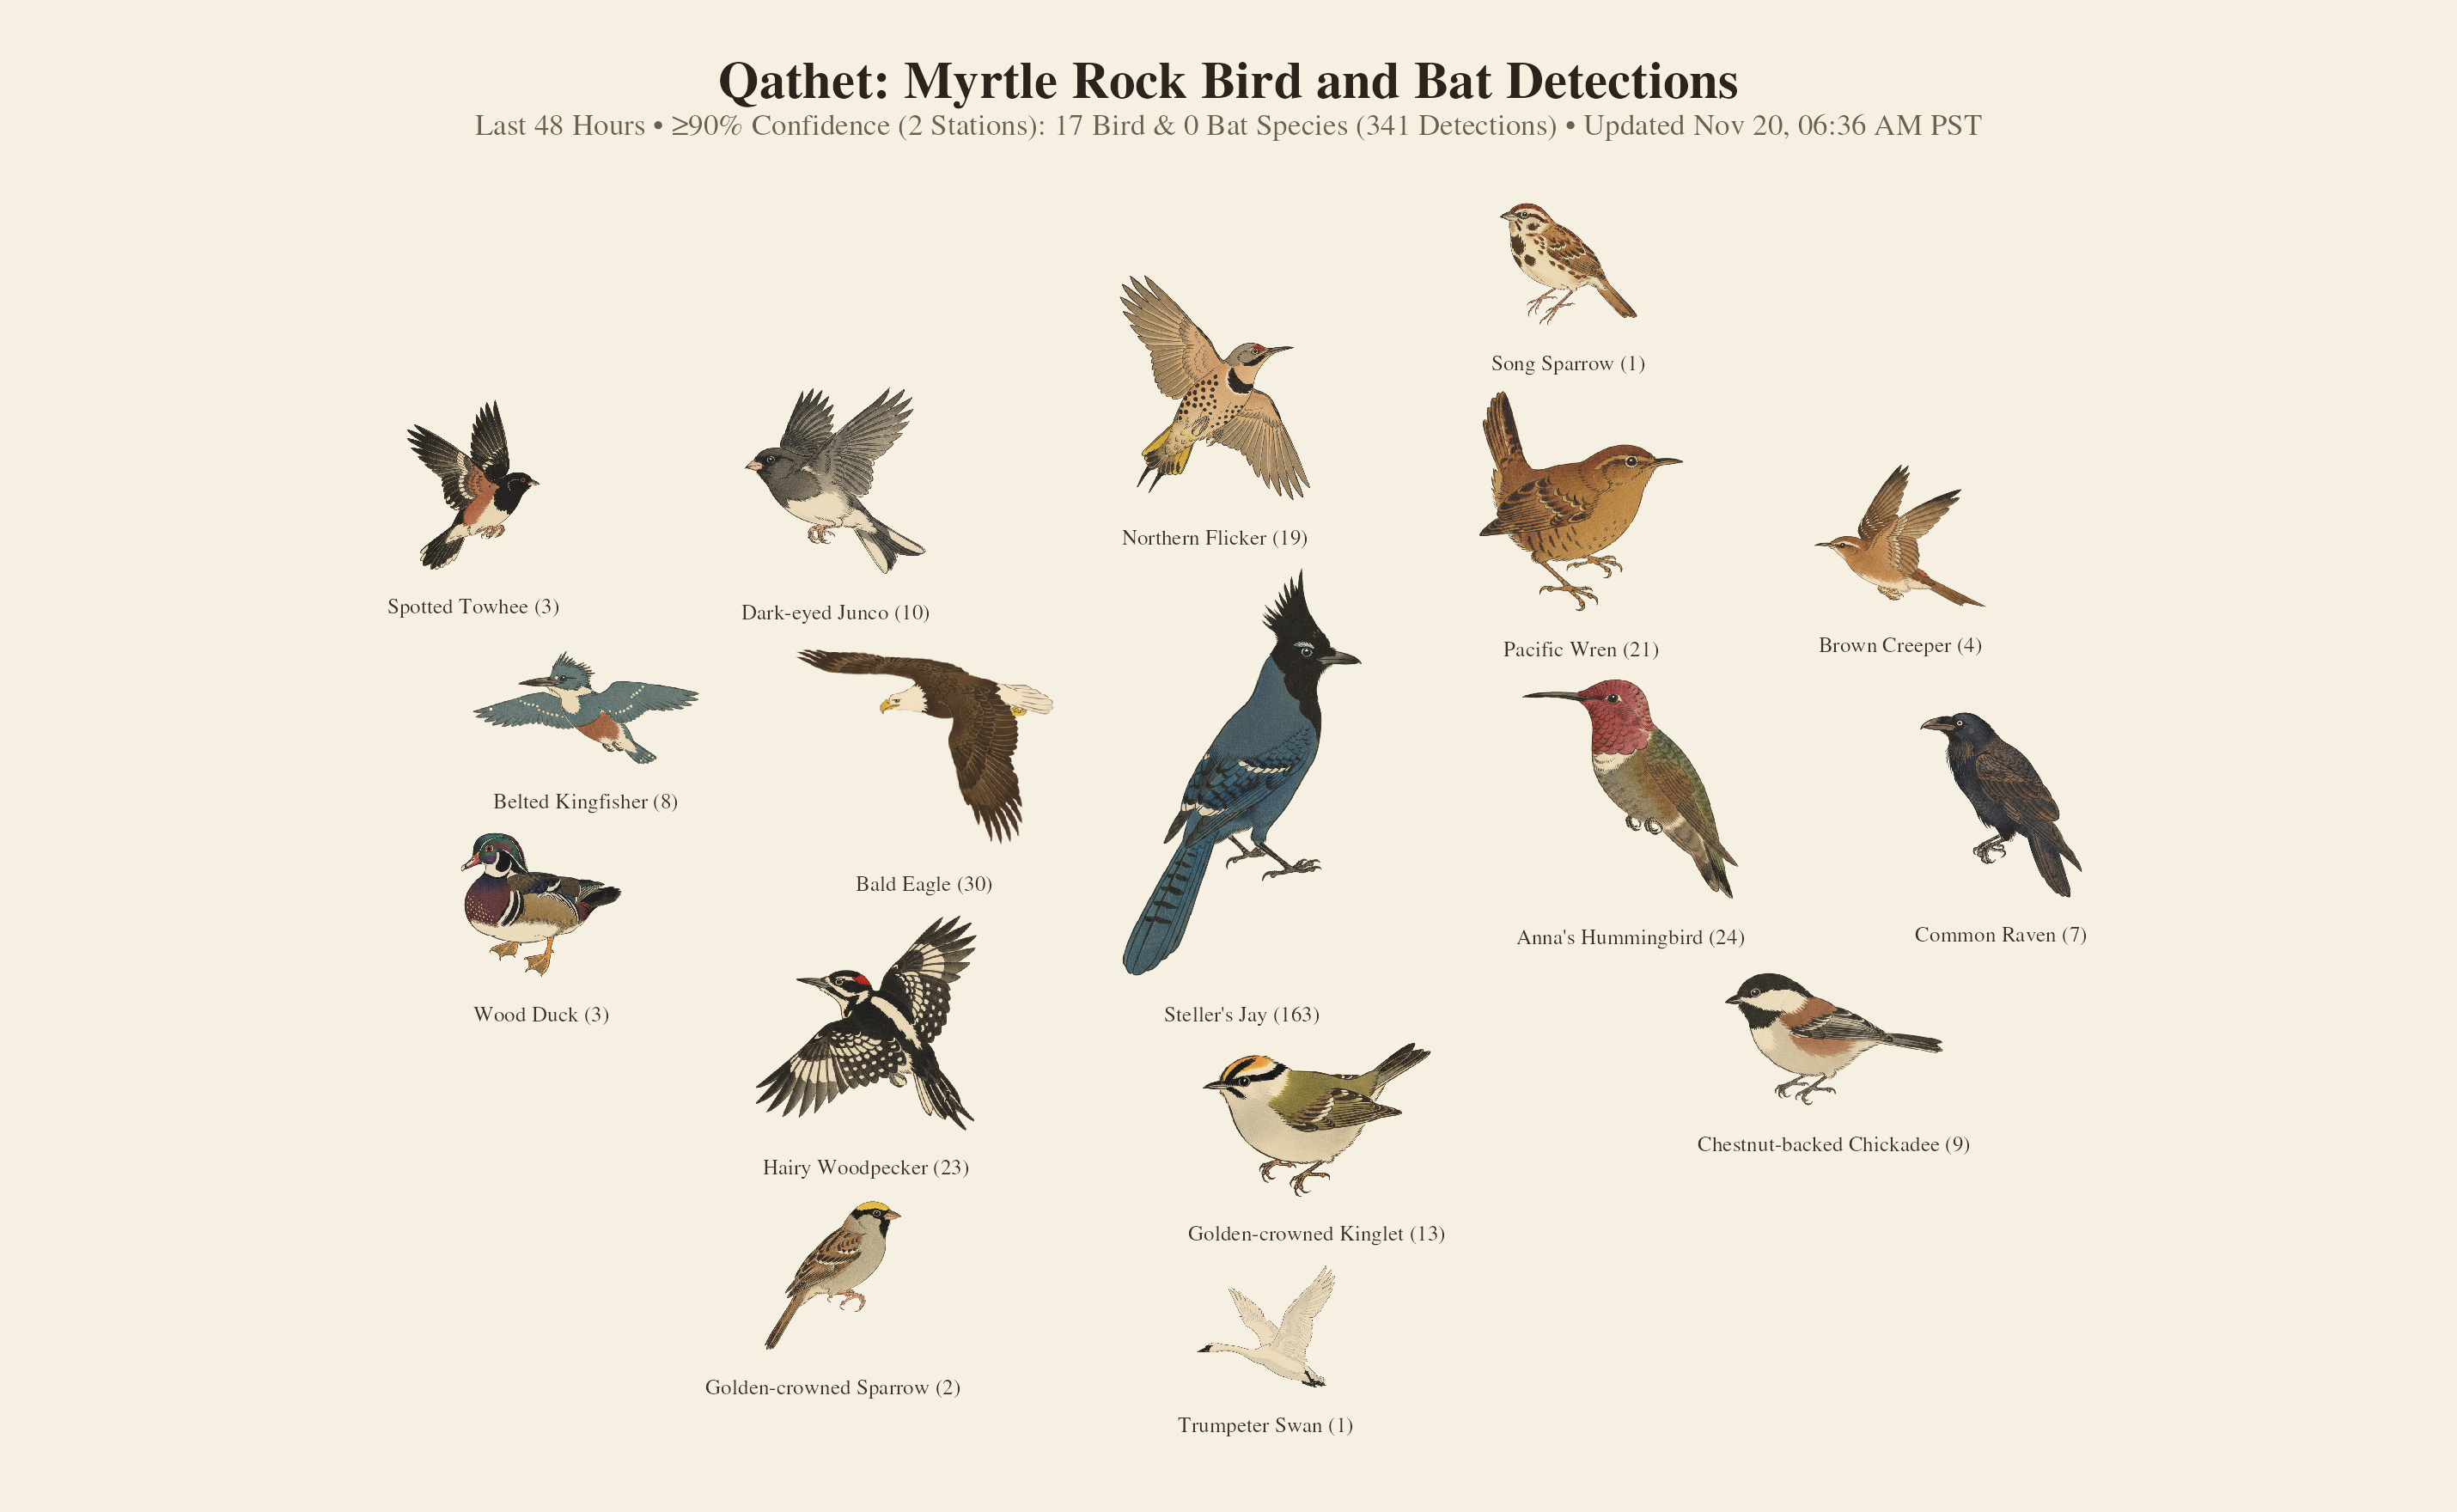 Qathet: Myrtle Rock Bird and Bat Detections
Last 48 Hours • ≥90% Confidence (2 Stations): 17 Bird & 0 Bat Species (341 Detections) • Updated Nov 20, 06:36 AM PST
Song Sparrow (1)
Northern Flicker (19)
Spotted Towhee (3)
Dark-eyed Junco (10)
Pacific Wren (21)
Brown Creeper (4)
Belted Kingfisher (8)
Bald Eagle (30)
Anna's Hummingbird (24)
Common Raven (7)
Wood Duck (3)
Steller's Jay (163)
Chestnut-backed Chickadee (9)
Hairy Woodpecker (23)
Golden-crowned Kinglet (13)
Golden-crowned Sparrow (2)
Trumpeter Swan (1)